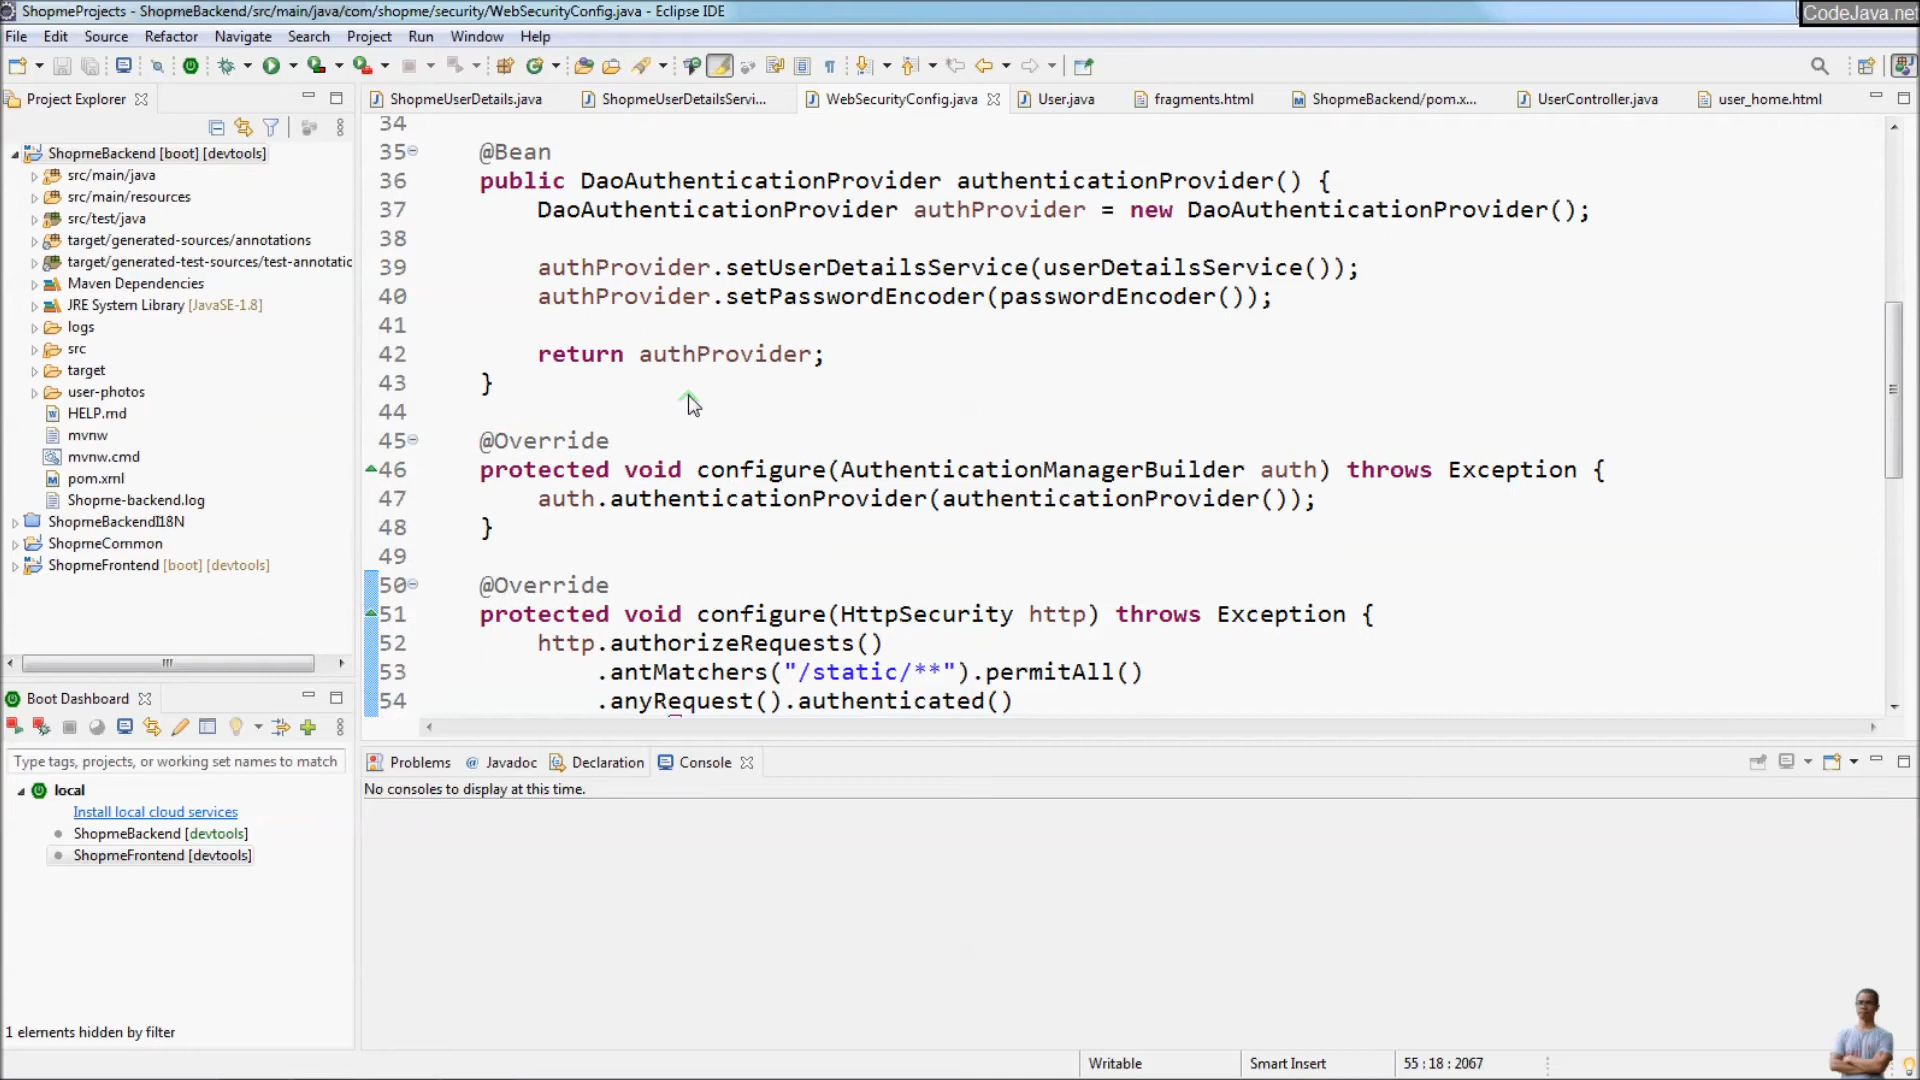 ShopmeProjects - ShopmeBackend/src/main/java/com/shopme/security/WebSecurityConfig.java - Eclipse IDE
CodeJava.net
File Edit Source Refactor Navigate Search Project Run Window Help
Project Explorer
ShopmeUserDetails.java ShopmeUserDetailsServi... WebSecurityConfig.java User.java fragments.html ShopmeBackend/pom.x... UserController.java user_home.html
ShopmeBackend [boot] [devtools]
src/main/java
src/main/resources
src/test/java
target/generated-sources/annotations
target/generated-test-sources/test-annotatic
Maven Dependencies
JRE System Library [JavaSE-1.8]
logs
src
target
user-photos
HELP.md
mvnw
mvnw.cmd
pom.xml
Shopme-backend.log
ShopmeBackendI18N
ShopmeCommon
ShopmeFrontend [boot] [devtools]
34
35 @Bean
36 public DaoAuthenticationProvider authenticationProvider() {
37 DaoAuthenticationProvider authProvider = new DaoAuthenticationProvider();
38
39 authProvider.setUserDetailsService(userDetailsService());
40 authProvider.setPasswordEncoder(passwordEncoder());
41
42 return authProvider;
43 }
44
45 @Override
46 protected void configure(AuthenticationManagerBuilder auth) throws Exception {
47 auth.authenticationProvider(authenticationProvider());
48 }
49
50 @Override
51 protected void configure(HttpSecurity http) throws Exception {
52 http.authorizeRequests()
53 .antMatchers("/static/**").permitAll()
54 .anyRequest().authenticated()
Boot Dashboard
Type tags, projects, or working set names to match
local
Install local cloud services
ShopmeBackend [devtools]
ShopmeFrontend [devtools]
1 elements hidden by filter
Problems @ Javadoc Declaration Console
No consoles to display at this time.
Writable Smart Insert 55 : 18 : 2067